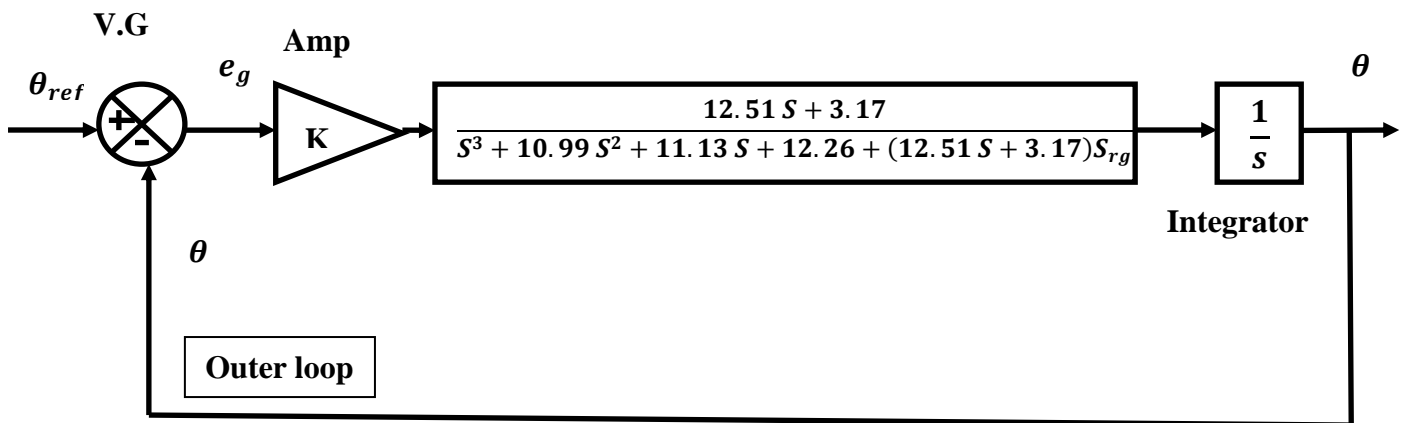 V.G
Amp
θ_ref
e_g
θ
+
-
K
12.51 S + 3.17
S³ + 10.99 S² + 11.13 S + 12.26 + (12.51 S + 3.17)S_rg
1
s
Integrator
θ
Outer loop